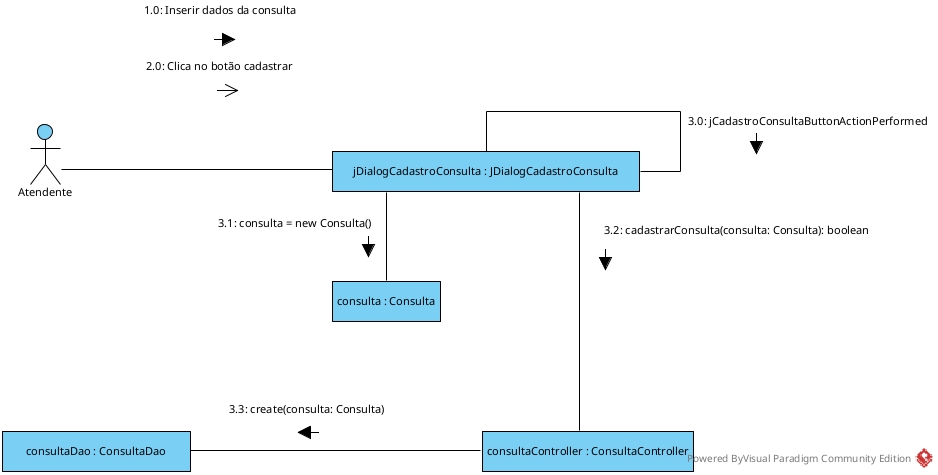 1.0: Inserir dados da consulta
2.0: Clica no botão cadastrar
3.0: jCadastroConsultaButtonActionPerformed
jDialogCadastroConsulta : JDialogCadastroConsulta
Atendente
3.1: consulta = new Consulta()
3.2: cadastrarConsulta(consulta: Consulta): boolean
consulta : Consulta
3.3: create(consulta: Consulta)
consultaDao : ConsultaDao
consultaController : ConsultaController
Powered ByVisual Paradigm Community Edition